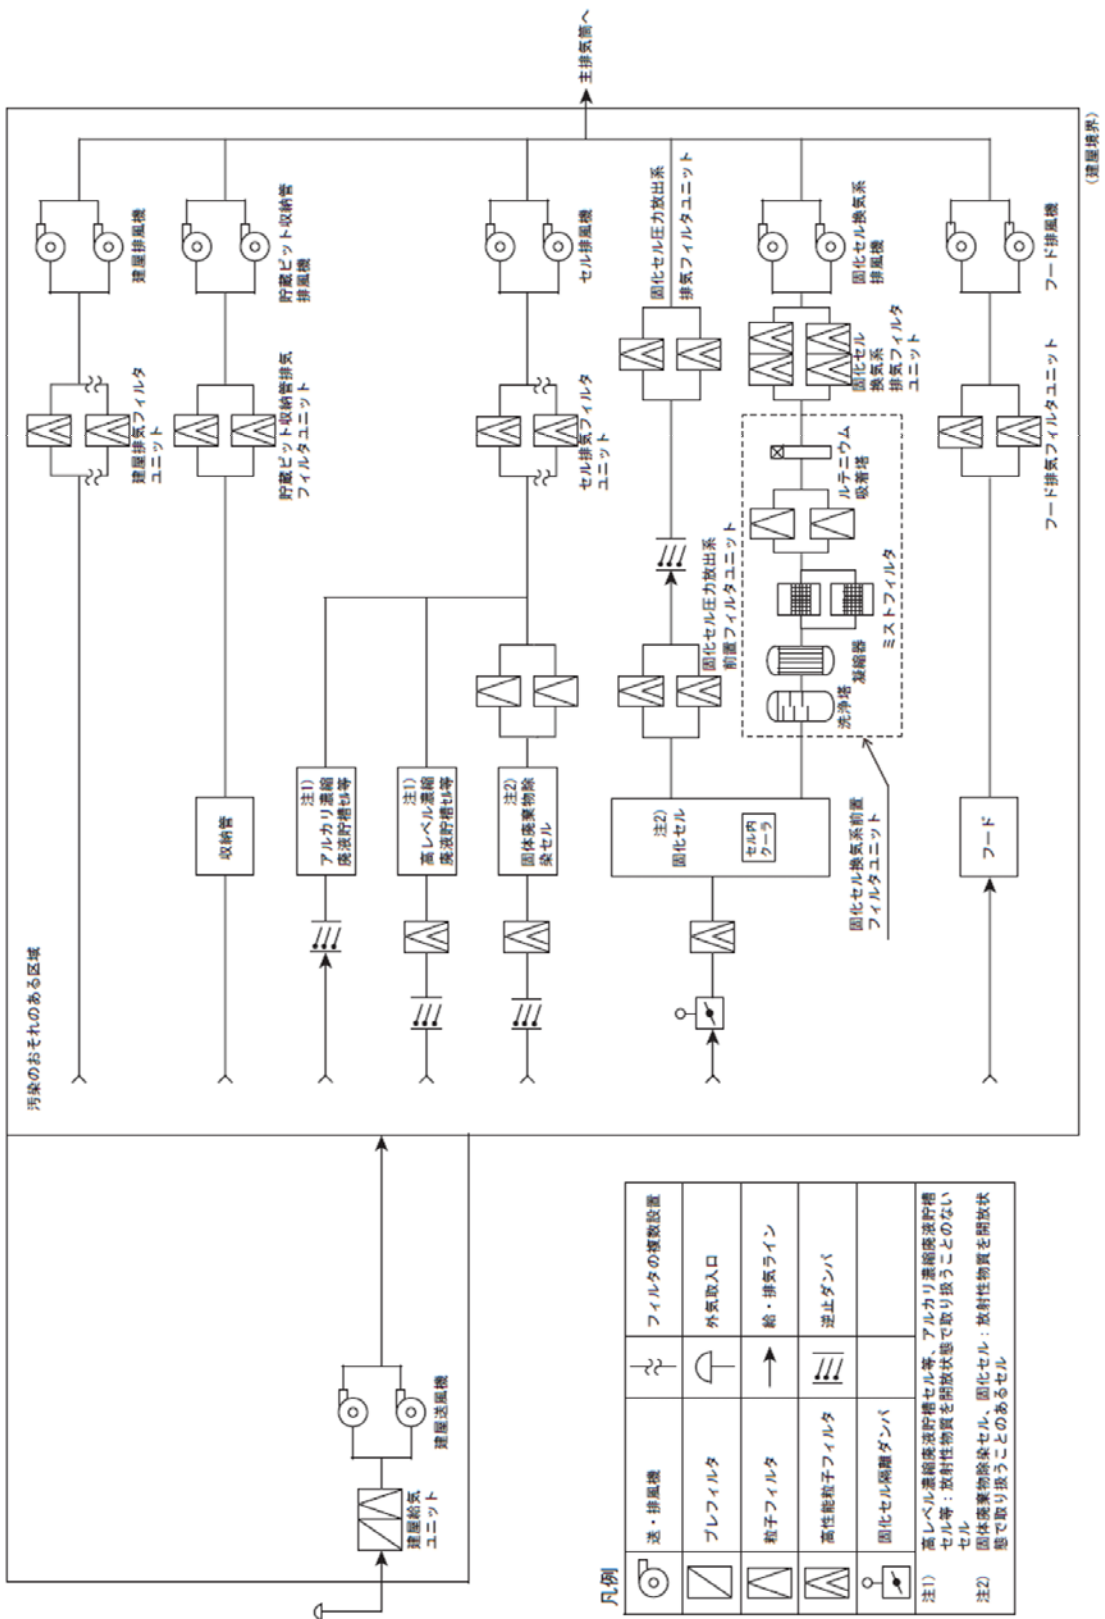 汚染のおそれのある区域
建屋排風機
建屋排気フィルタ
ユニット
貯蔵ピット収納管
排風機
貯蔵ピット収納管排気
フィルタユニット
収納管
注1)
アルカリ濃縮
廃液貯槽セル等
注1)
高レベル濃縮
廃液貯槽セル等
注2)
固体廃棄物除
染セル
セル排風機
セル排気フィルタ
ユニット
固化セル圧力放出系
排気フィルタユニット
固化セル圧力放出系
前置フィルタユニット
注2)
固化セル
セル内
クーラ
固化セル換気系
排風機
固化セル
換気系
排気フィルタ
ユニット
ルテニウム
吸着塔
ミストフィルタ
凝縮器
洗浄塔
固化セル換気系前置
フィルタユニット
フード
フード排風機
フード排気フィルタユニット
主排気筒へ
(建屋境界)
建屋送風機
建屋給気
ユニット
凡例
送・排風機
フィルタの複数設置
プレフィルタ
外気取入口
粒子フィルタ
給・排気ライン
高性能粒子フィルタ
逆止ダンパ
固化セル隔離ダンパ
注1) 高レベル濃縮廃液貯槽セル等、アルカリ濃縮廃液貯槽
セル等：放射性物質を開放状態で取り扱うことのない
セル
注2) 固体廃棄物除染セル、固化セル：放射性物質を開放状
態で取り扱うことのあるセル